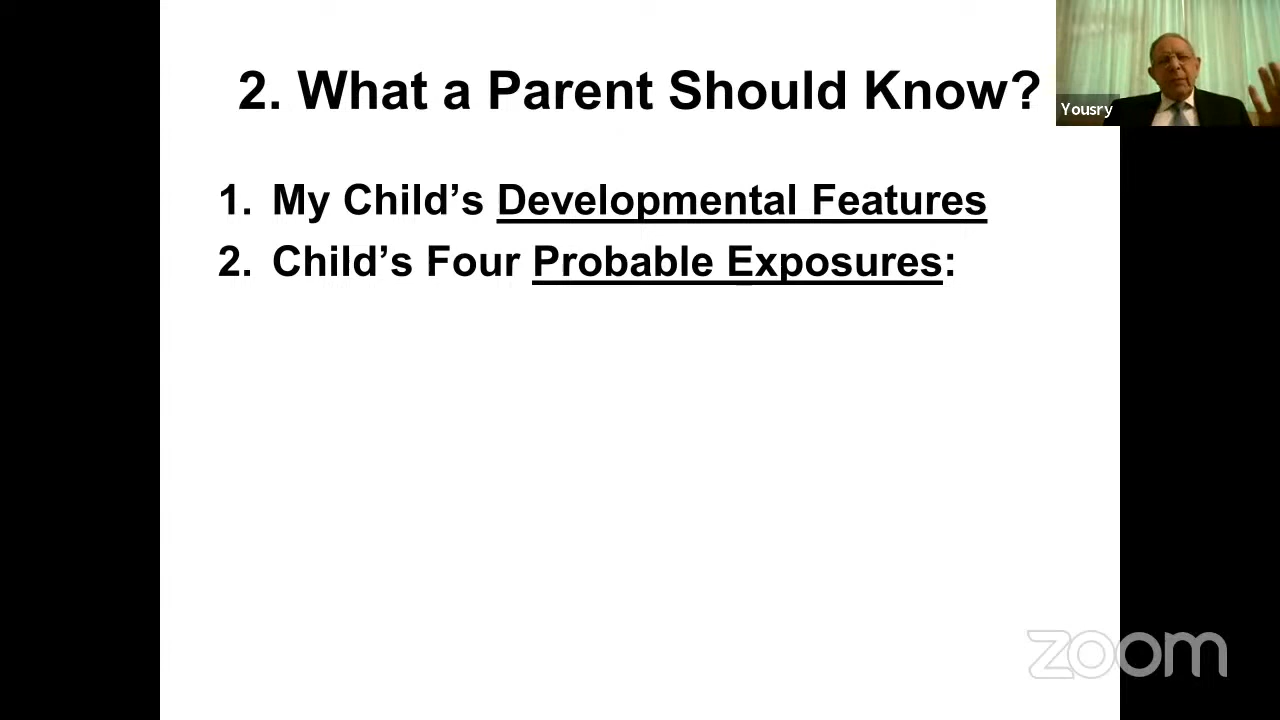 2. What a Parent Should Know?
Yousry
1. My Child’s Developmental Features
2. Child’s Four Probable Exposures:
zoom